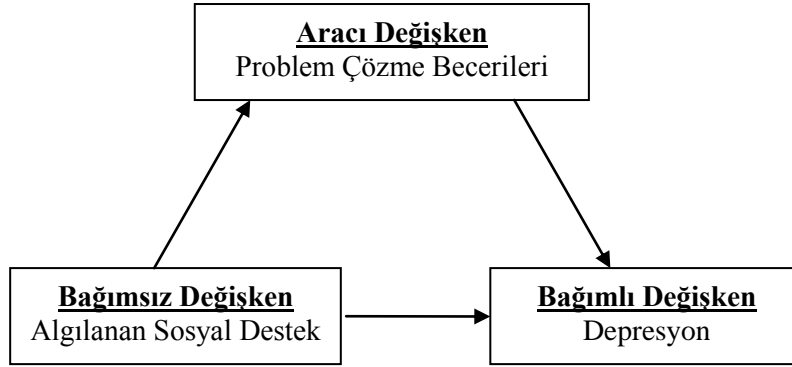 Aracı Değişken
Problem Çözme Becerileri
Bağımsız Değişken
Algılanan Sosyal Destek
Bağımlı Değişken
Depresyon